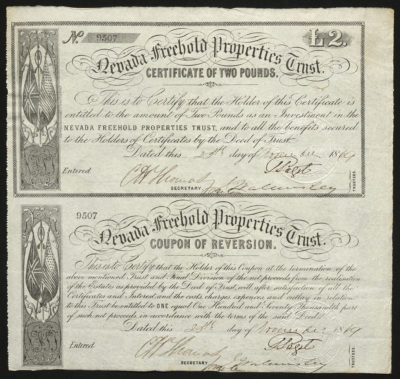 No. 9507 £2.
Nevada Freehold Properties Trust.
CERTIFICATE OF TWO POUNDS.
This is to Certify that the Holder of this Certificate is
entitled to the amount of Two Pounds as an Investment in the
NEVADA FREEHOLD PROPERTIES TRUST, and to all the benefits secured
to the Holders of Certificates by the Deed of Trust.
Dated this 28th day of 18
Entered
SECRETARY
TRUSTEES.
9507
Nevada Freehold Properties Trust.
COUPON OF REVERSION.
This is to Certify that the Holder of this Coupon at the termination of the
above mentioned Trust and Final Division of the net proceeds from the realisation
of the Estates as provided by the Deed of Trust, will after satisfaction of all the
Certificates and Interest and the costs charges expences and outlay in relation
to this Trust be entitled to ONE equal One Hundred and Seventy Thousandth part
of such net proceeds in accordance with the terms of the said Deed.
Dated this 28th day of 18
Entered
SECRETARY
TRUSTEES.